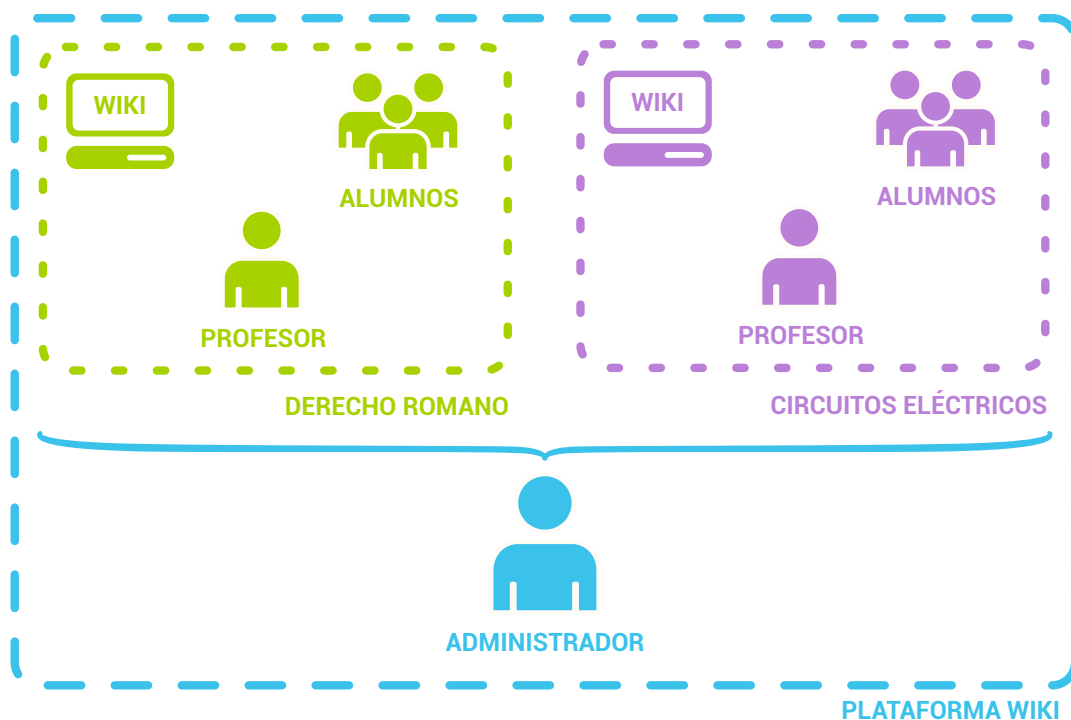 WIKI
ALUMNOS
PROFESOR
DERECHO ROMANO
WIKI
ALUMNOS
PROFESOR
CIRCUITOS ELÉCTRICOS
ADMINISTRADOR
PLATAFORMA WIKI